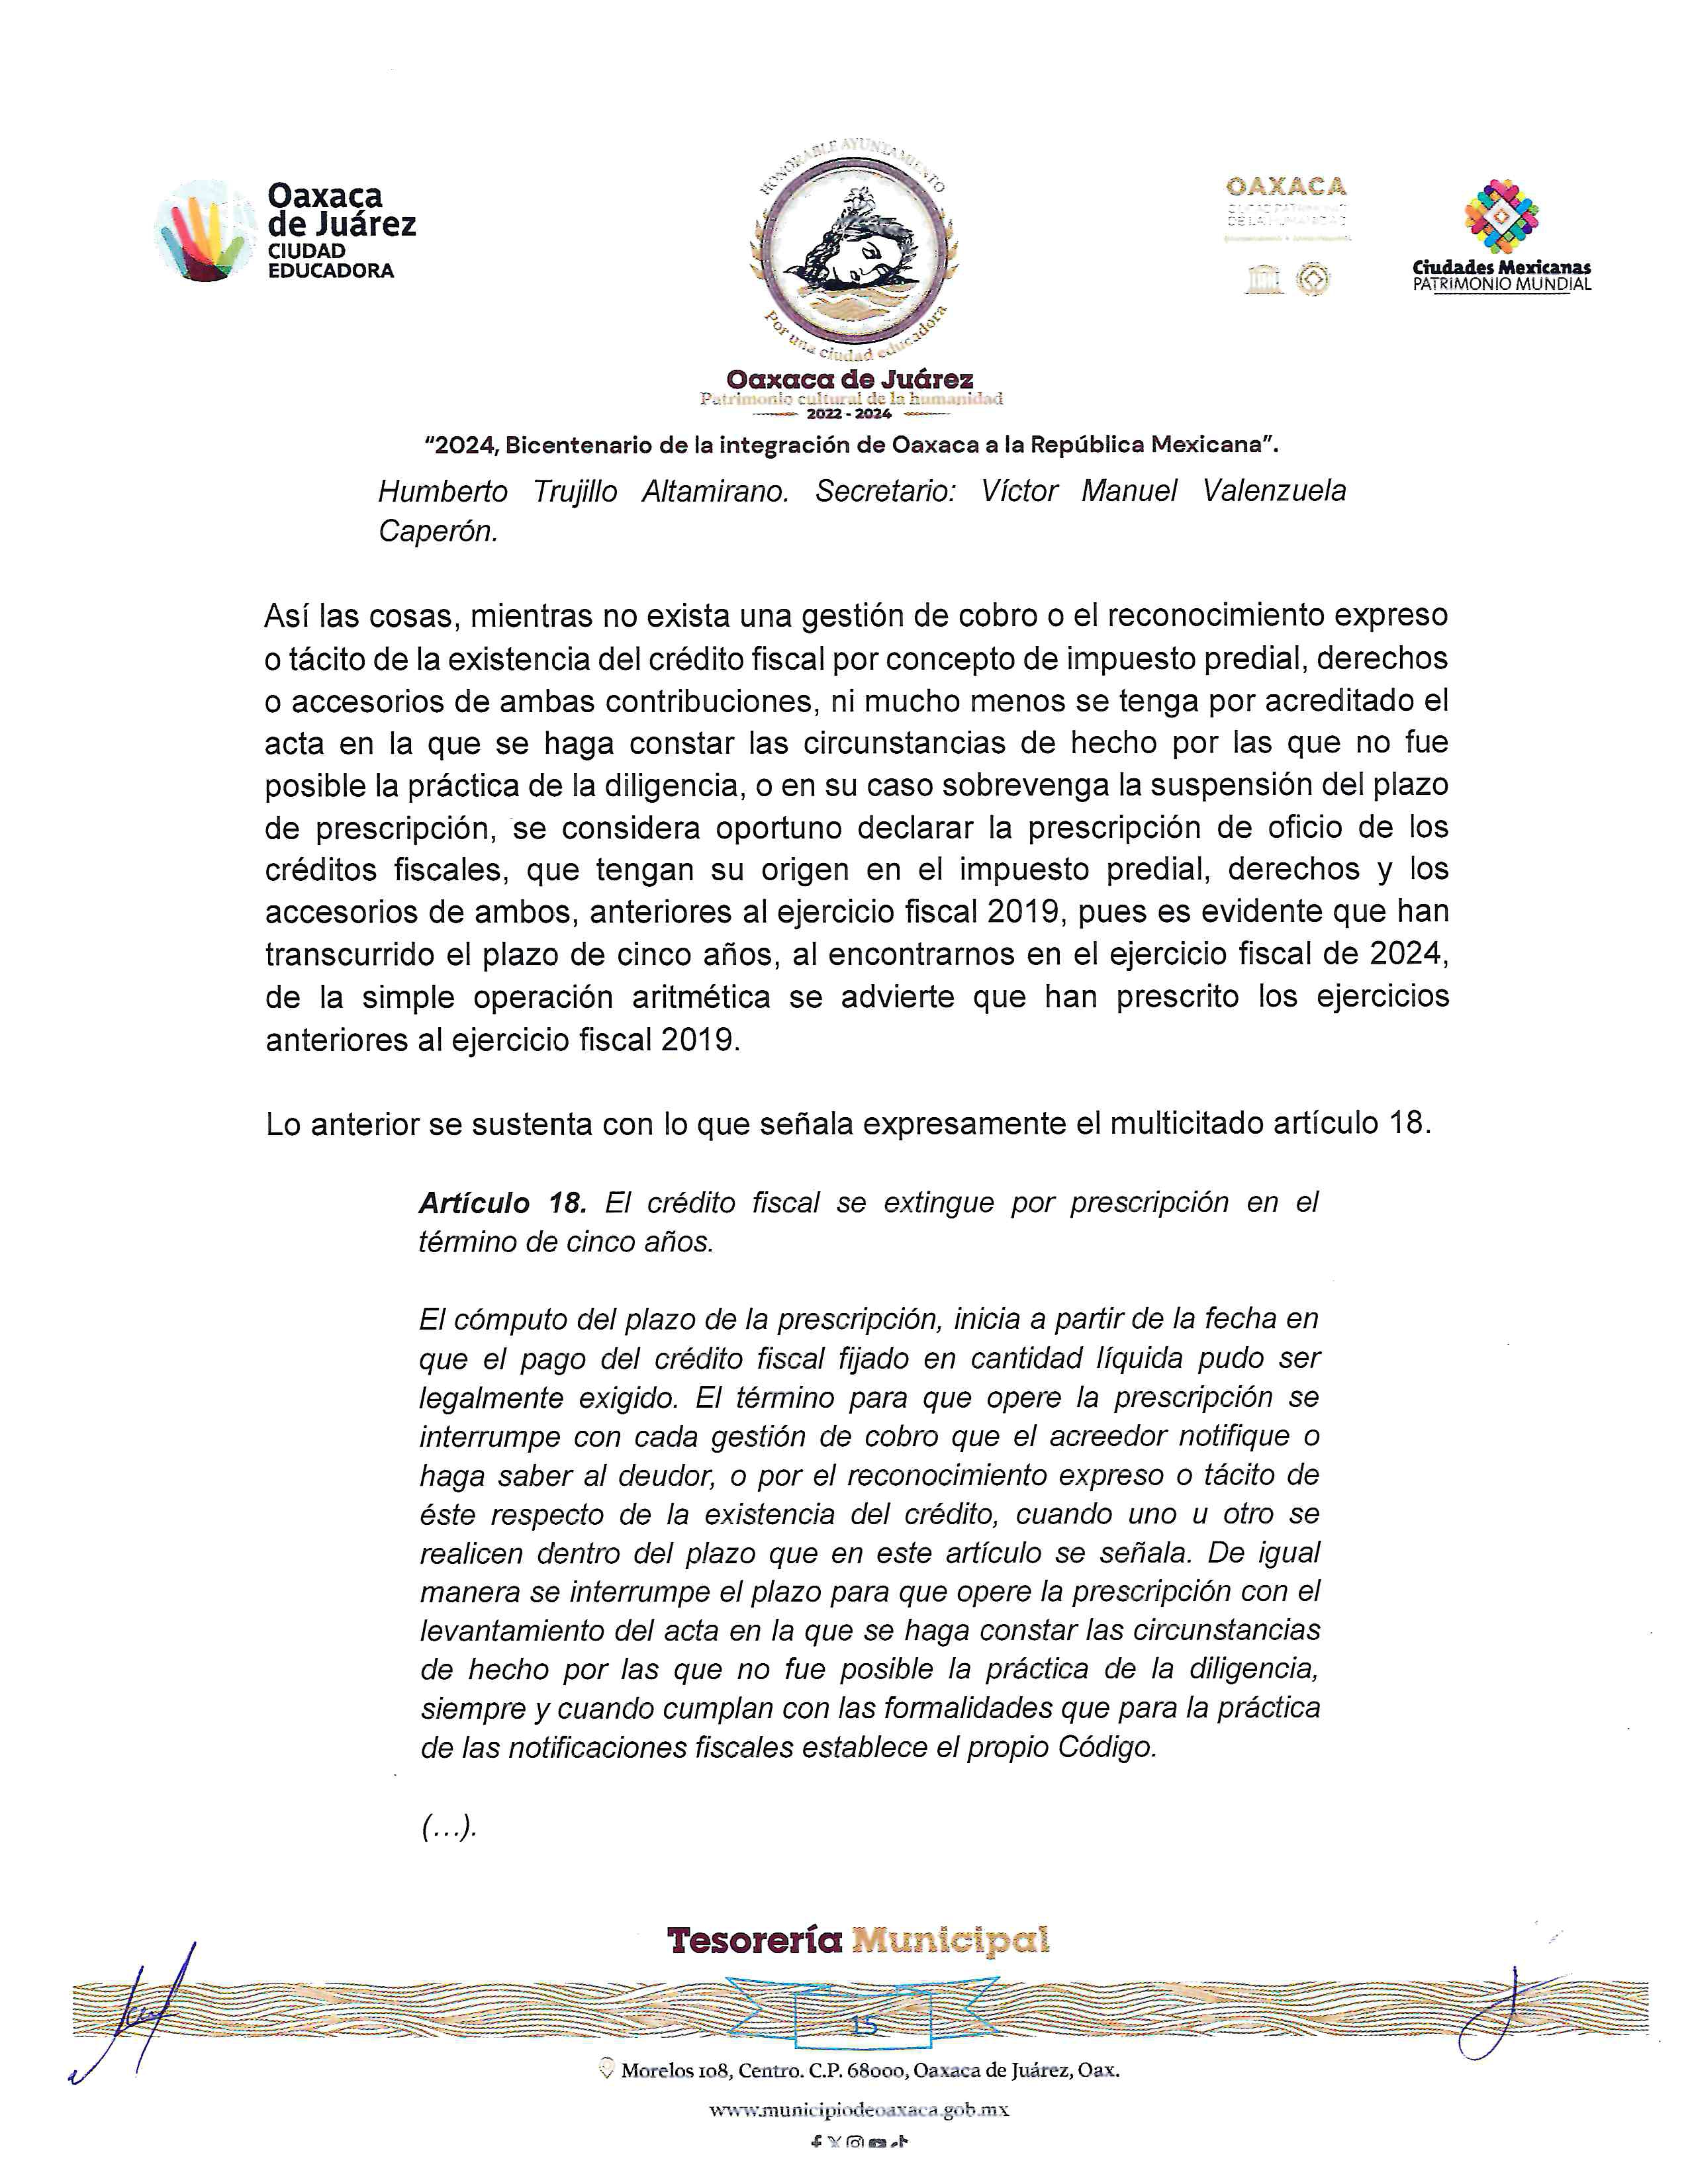 Oaxaca
de Juárez
CIUDAD
EDUCADORA
HONORABLE AYUNTAMIENTO
Por una ciudad educadora
Oaxaca de Juárez
Patrimonio cultural de la humanidad
2022 - 2024
OAXACA
Ciudades Mexicanas
PATRIMONIO MUNDIAL
“2024, Bicentenario de la integración de Oaxaca a la República Mexicana”.
Humberto Trujillo Altamirano. Secretario: Víctor Manuel Valenzuela
Caperón.
Así las cosas, mientras no exista una gestión de cobro o el reconocimiento expreso
o tácito de la existencia del crédito fiscal por concepto de impuesto predial, derechos
o accesorios de ambas contribuciones, ni mucho menos se tenga por acreditado el
acta en la que se haga constar las circunstancias de hecho por las que no fue
posible la práctica de la diligencia, o en su caso sobrevenga la suspensión del plazo
de prescripción, se considera oportuno declarar la prescripción de oficio de los
créditos fiscales, que tengan su origen en el impuesto predial, derechos y los
accesorios de ambos, anteriores al ejercicio fiscal 2019, pues es evidente que han
transcurrido el plazo de cinco años, al encontrarnos en el ejercicio fiscal de 2024,
de la simple operación aritmética se advierte que han prescrito los ejercicios
anteriores al ejercicio fiscal 2019.
Lo anterior se sustenta con lo que señala expresamente el multicitado artículo 18.
Artículo 18. El crédito fiscal se extingue por prescripción en el
término de cinco años.
El cómputo del plazo de la prescripción, inicia a partir de la fecha en
que el pago del crédito fiscal fijado en cantidad líquida pudo ser
legalmente exigido. El término para que opere la prescripción se
interrumpe con cada gestión de cobro que el acreedor notifique o
haga saber al deudor, o por el reconocimiento expreso o tácito de
éste respecto de la existencia del crédito, cuando uno u otro se
realicen dentro del plazo que en este artículo se señala. De igual
manera se interrumpe el plazo para que opere la prescripción con el
levantamiento del acta en la que se haga constar las circunstancias
de hecho por las que no fue posible la práctica de la diligencia,
siempre y cuando cumplan con las formalidades que para la práctica
de las notificaciones fiscales establece el propio Código.
(...).
Tesorería Municipal
15
Morelos 108, Centro. C.P. 68000, Oaxaca de Juárez, Oax.
www.municipiodeoaxaca.gob.mx